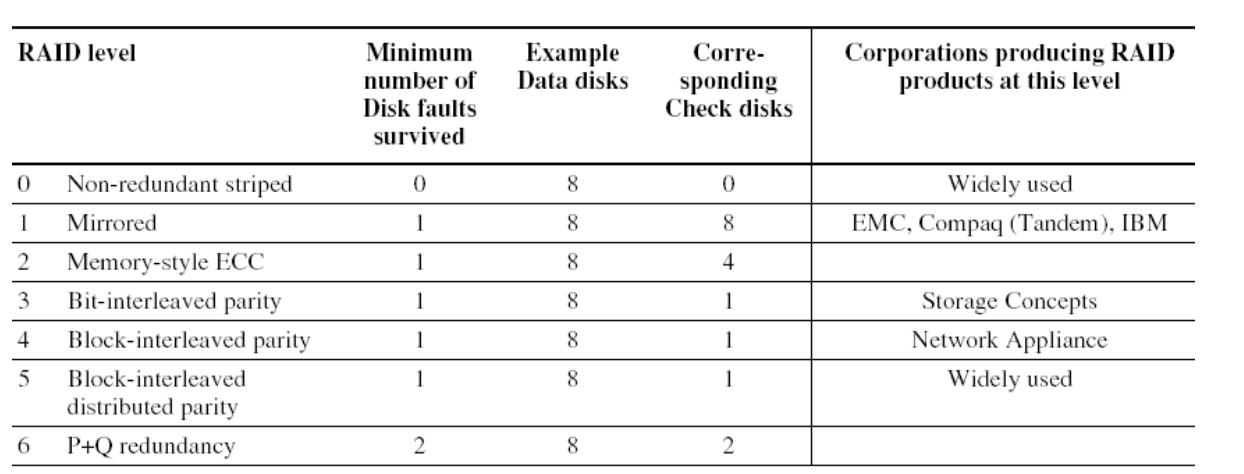 RAID level Minimum number of Disk faults survived Example Data disks Corre-sponding Check disks Corporations producing RAID products at this level
0 Non-redundant striped 0 8 0 Widely used
1 Mirrored 1 8 8 EMC, Compaq (Tandem), IBM
2 Memory-style ECC 1 8 4
3 Bit-interleaved parity 1 8 1 Storage Concepts
4 Block-interleaved parity 1 8 1 Network Appliance
5 Block-interleaved distributed parity 1 8 1 Widely used
6 P+Q redundancy 2 8 2